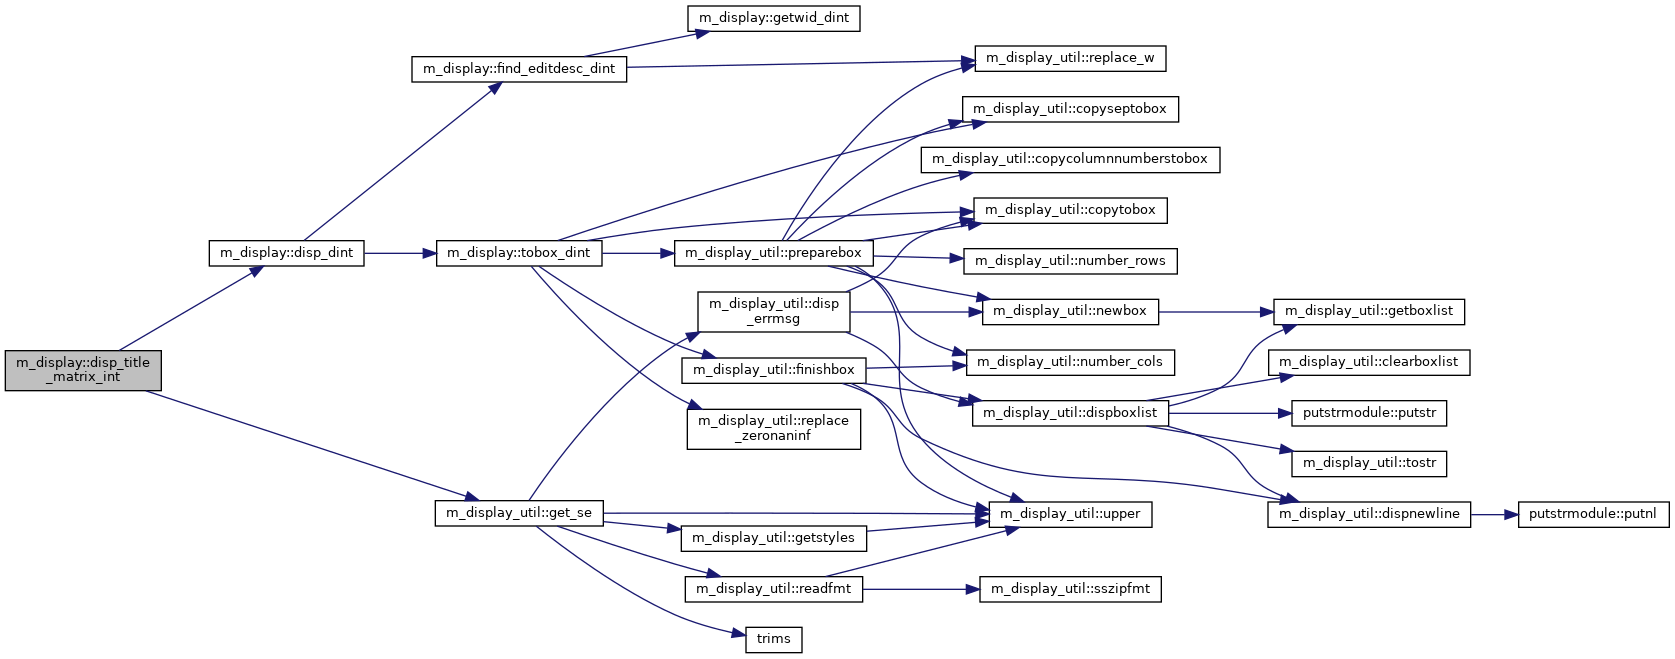 m_display::getwid_dint
m_display::find_editdesc_dint
m_display_util::replace_w
m_display_util::copyseptobox
m_display_util::copycolumnnumberstobox
m_display_util::copytobox
m_display::disp_dint
m_display::tobox_dint
m_display_util::preparebox
m_display_util::number_rows
m_display_util::disp
_errmsg
m_display_util::newbox
m_display_util::getboxlist
m_display::disp_title
_matrix_int
m_display_util::finishbox
m_display_util::number_cols
m_display_util::clearboxlist
m_display_util::replace
_zeronaninf
m_display_util::dispboxlist
putstrmodule::putstr
m_display_util::tostr
m_display_util::get_se
m_display_util::upper
m_display_util::dispnewline
putstrmodule::putnl
m_display_util::getstyles
m_display_util::readfmt
m_display_util::sszipfmt
trims